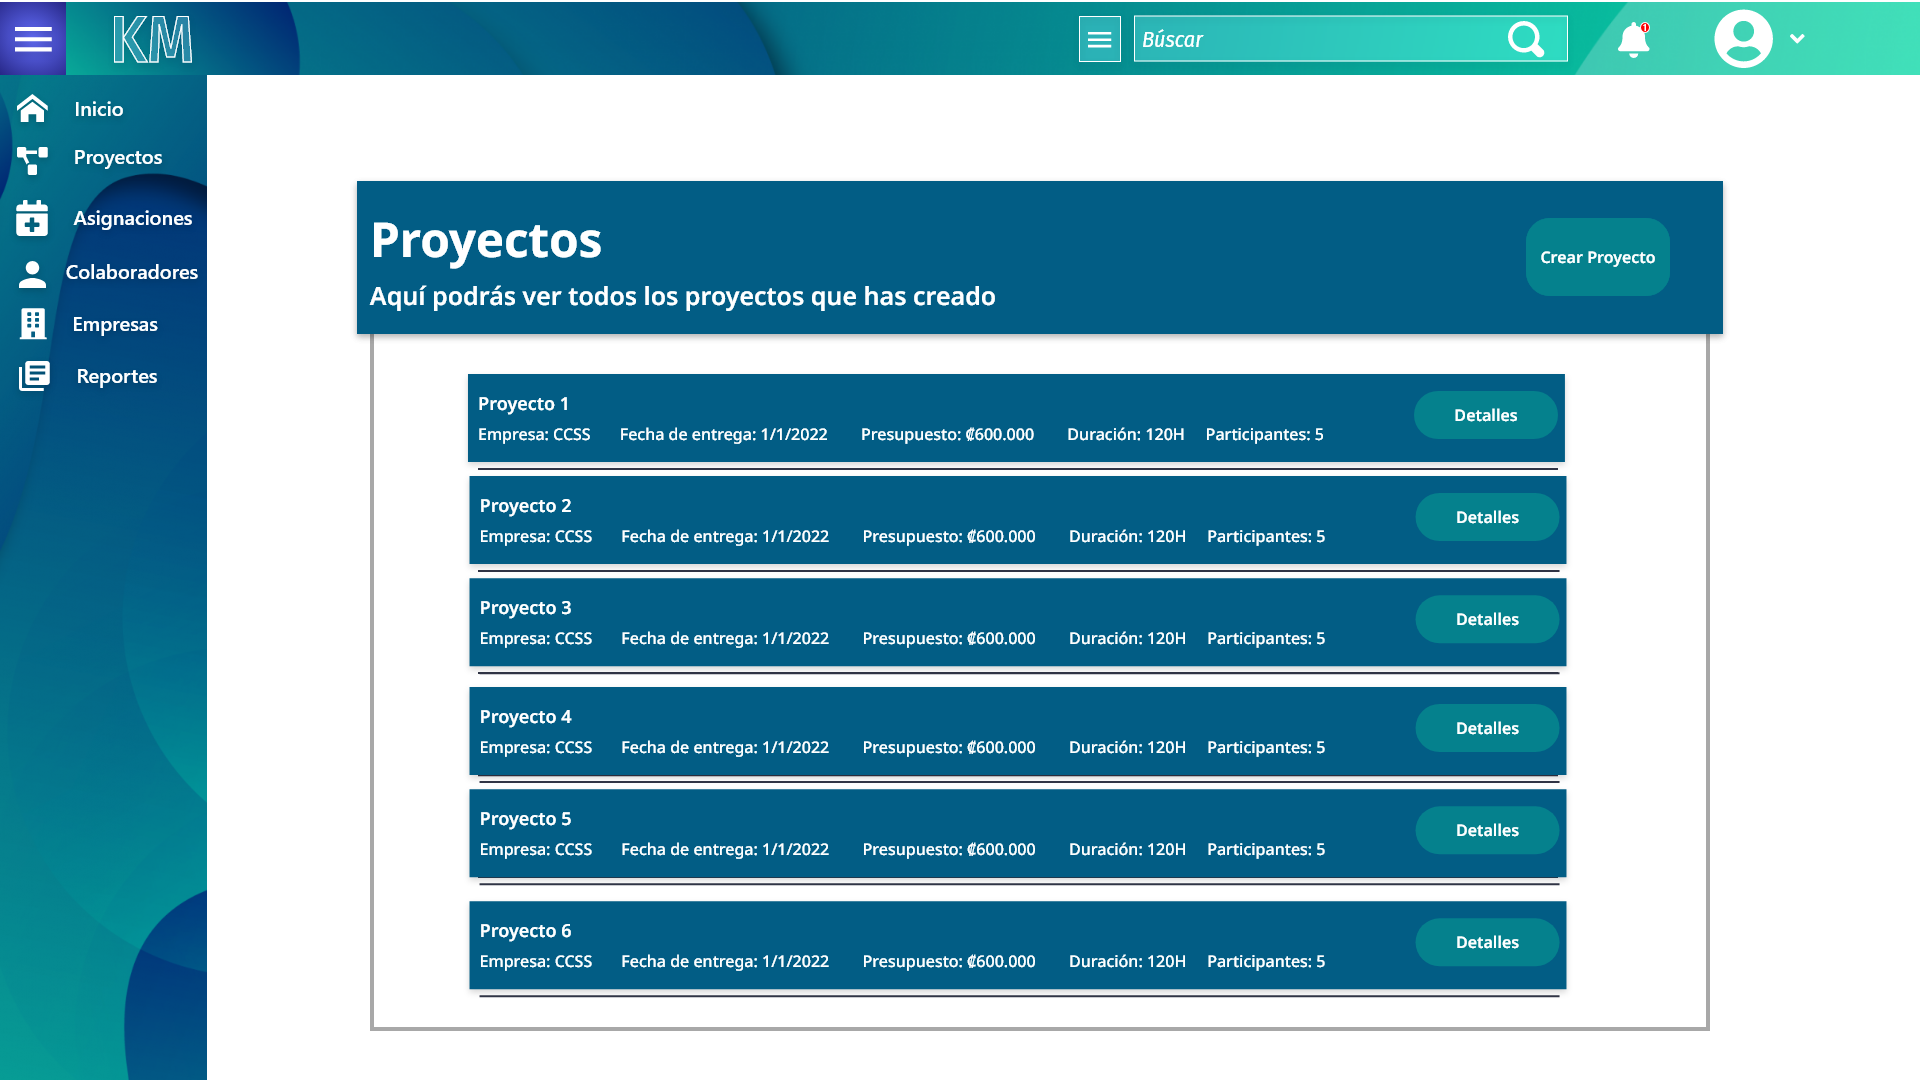 KM
Búscar
1
Inicio
Proyectos
Asignaciones
Colaboradores
Empresas
Reportes
Proyectos
Aquí podrás ver todos los proyectos que has creado
Crear Proyecto
Proyecto 1
Empresa: CCSS Fecha de entrega: 1/1/2022 Presupuesto: ₡600.000 Duración: 120H Participantes: 5
Detalles
Proyecto 2
Empresa: CCSS Fecha de entrega: 1/1/2022 Presupuesto: ₡600.000 Duración: 120H Participantes: 5
Detalles
Proyecto 3
Empresa: CCSS Fecha de entrega: 1/1/2022 Presupuesto: ₡600.000 Duración: 120H Participantes: 5
Detalles
Proyecto 4
Empresa: CCSS Fecha de entrega: 1/1/2022 Presupuesto: ₡600.000 Duración: 120H Participantes: 5
Detalles
Proyecto 5
Empresa: CCSS Fecha de entrega: 1/1/2022 Presupuesto: ₡600.000 Duración: 120H Participantes: 5
Detalles
Proyecto 6
Empresa: CCSS Fecha de entrega: 1/1/2022 Presupuesto: ₡600.000 Duración: 120H Participantes: 5
Detalles